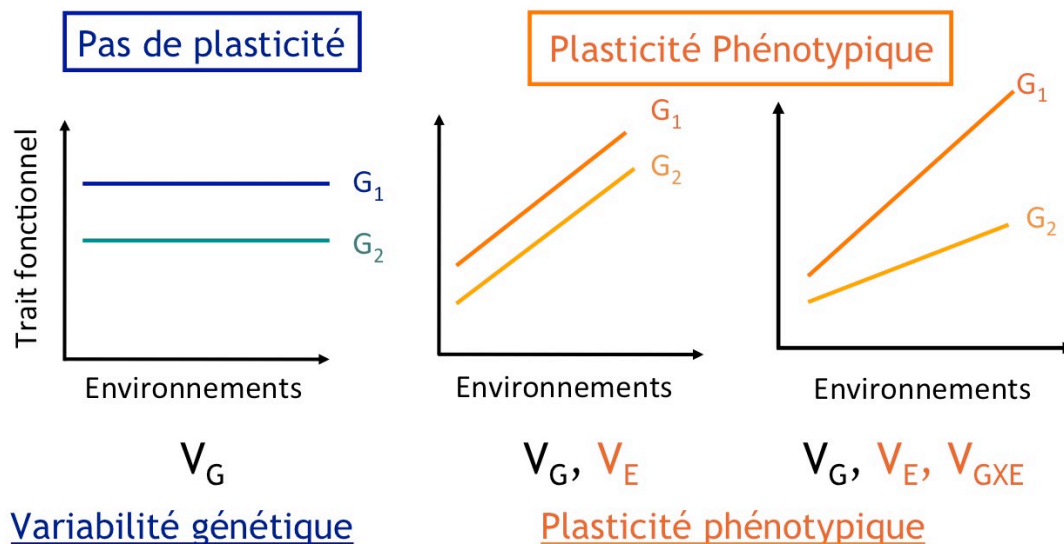 Pas de plasticité
Plasticité Phénotypique
Trait fonctionnel
G1
G2
Environnements
G1
G2
Environnements
G1
G2
Environnements
VG
VG, VE
VG, VE, VGXE
Variabilité génétique
Plasticité phénotypique